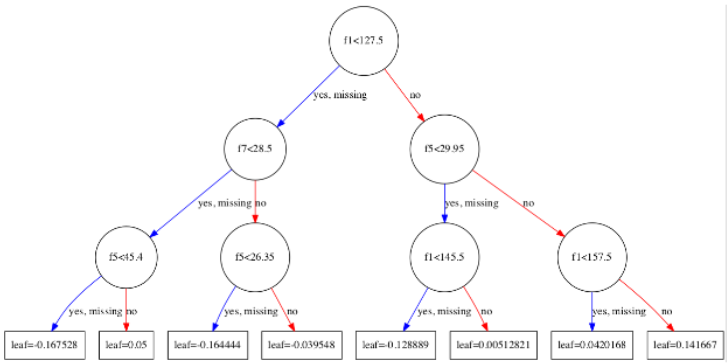 f1<127.5
yes, missing
no
f7<28.5
f5<29.95
yes, missing
no
yes, missing
no
f5<45.4
f5<26.35
f1<145.5
f1<157.5
yes, missing
no
yes, missing
no
yes, missing
no
yes, missing
no
leaf=-0.167528
leaf=0.05
leaf=-0.164444
leaf=-0.039548
leaf=-0.128889
leaf=0.00512821
leaf=0.0420168
leaf=0.141667